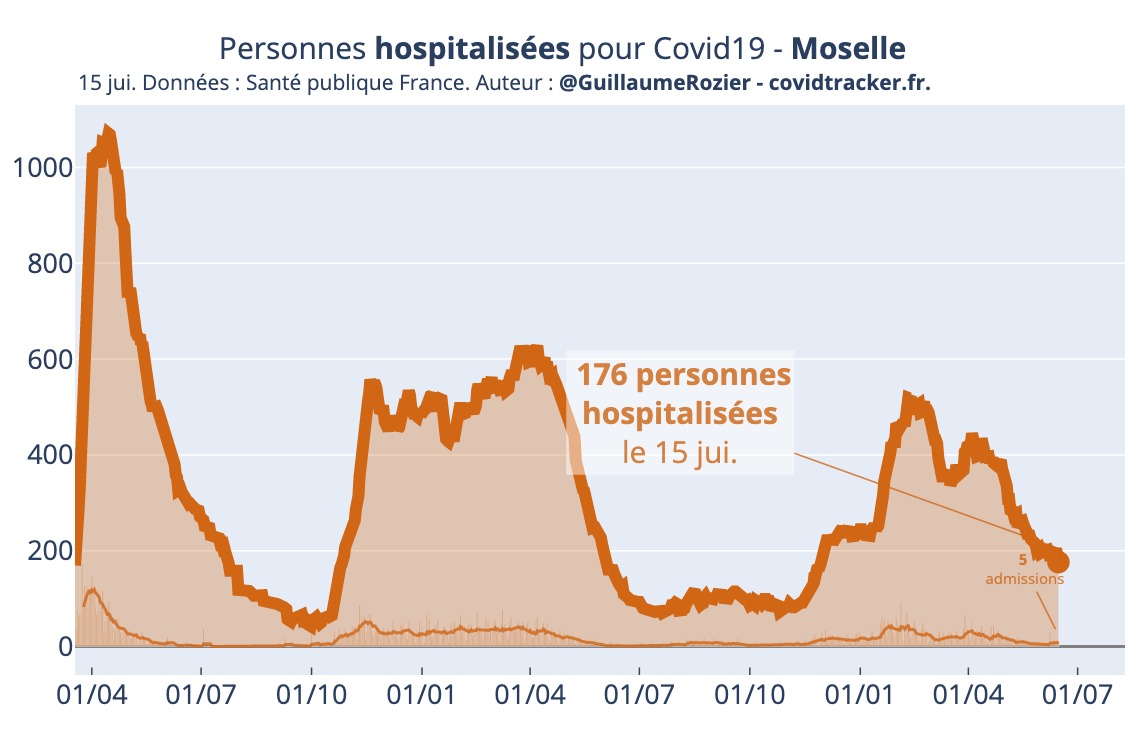 Personnes hospitalisées pour Covid19 - Moselle
15 jui. Données : Santé publique France. Auteur : @GuillaumeRozier - covidtracker.fr.
1000
800
600
400
200
0
176 personnes
hospitalisées
le 15 jui.
5
admissions
01/04 01/07 01/10 01/01 01/04 01/07 01/10 01/01 01/04 01/07